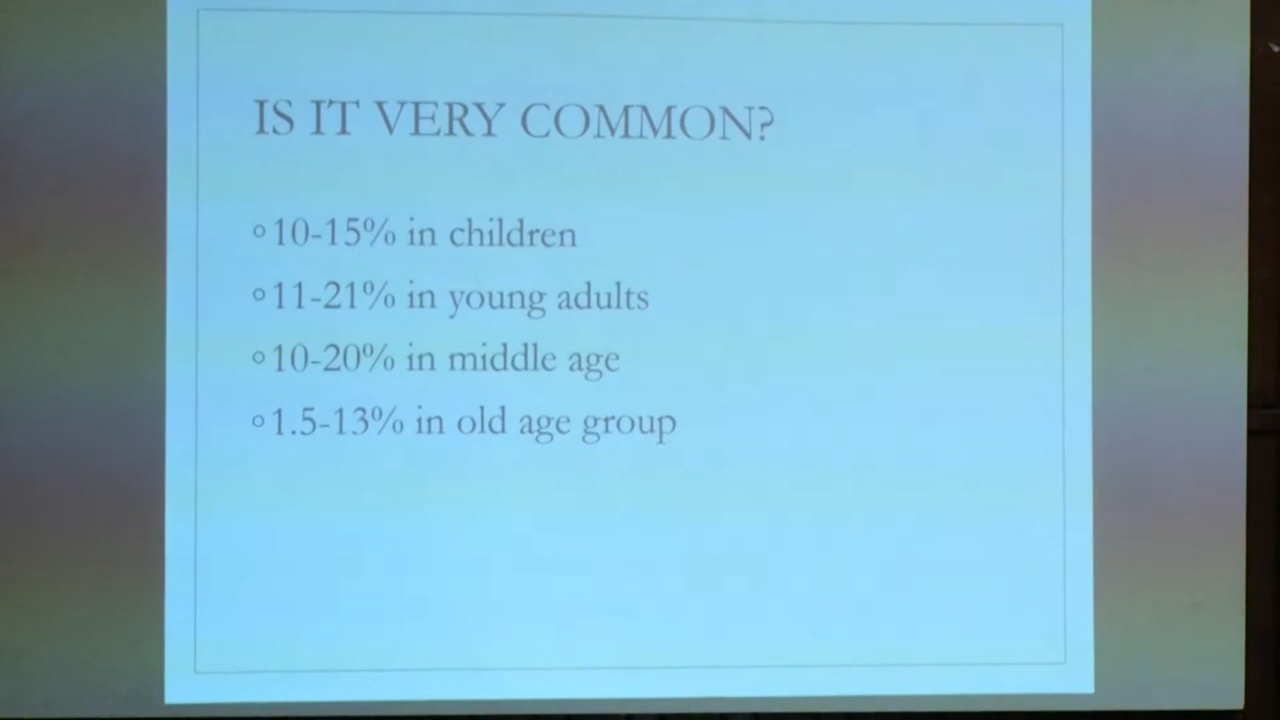 IS IT VERY COMMON?
◦10-15% in children
◦11-21% in young adults
◦10-20% in middle age
◦1.5-13% in old age group